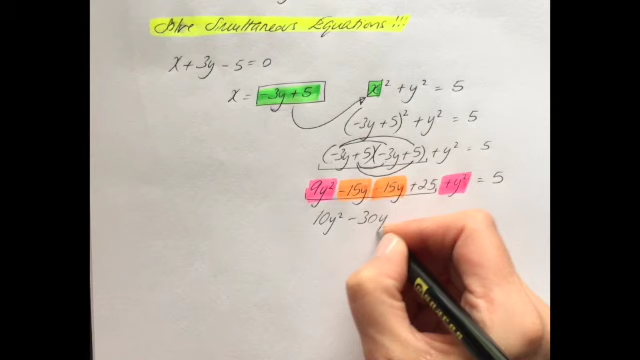 Solve Simultaneous Equations!!!
x + 3y - 5 = 0
x = -3y + 5
x² + y² = 5
(-3y + 5)² + y² = 5
(-3y + 5)(-3y + 5) + y² = 5
9y² - 15y - 15y + 25 + y² = 5
10y² - 30y